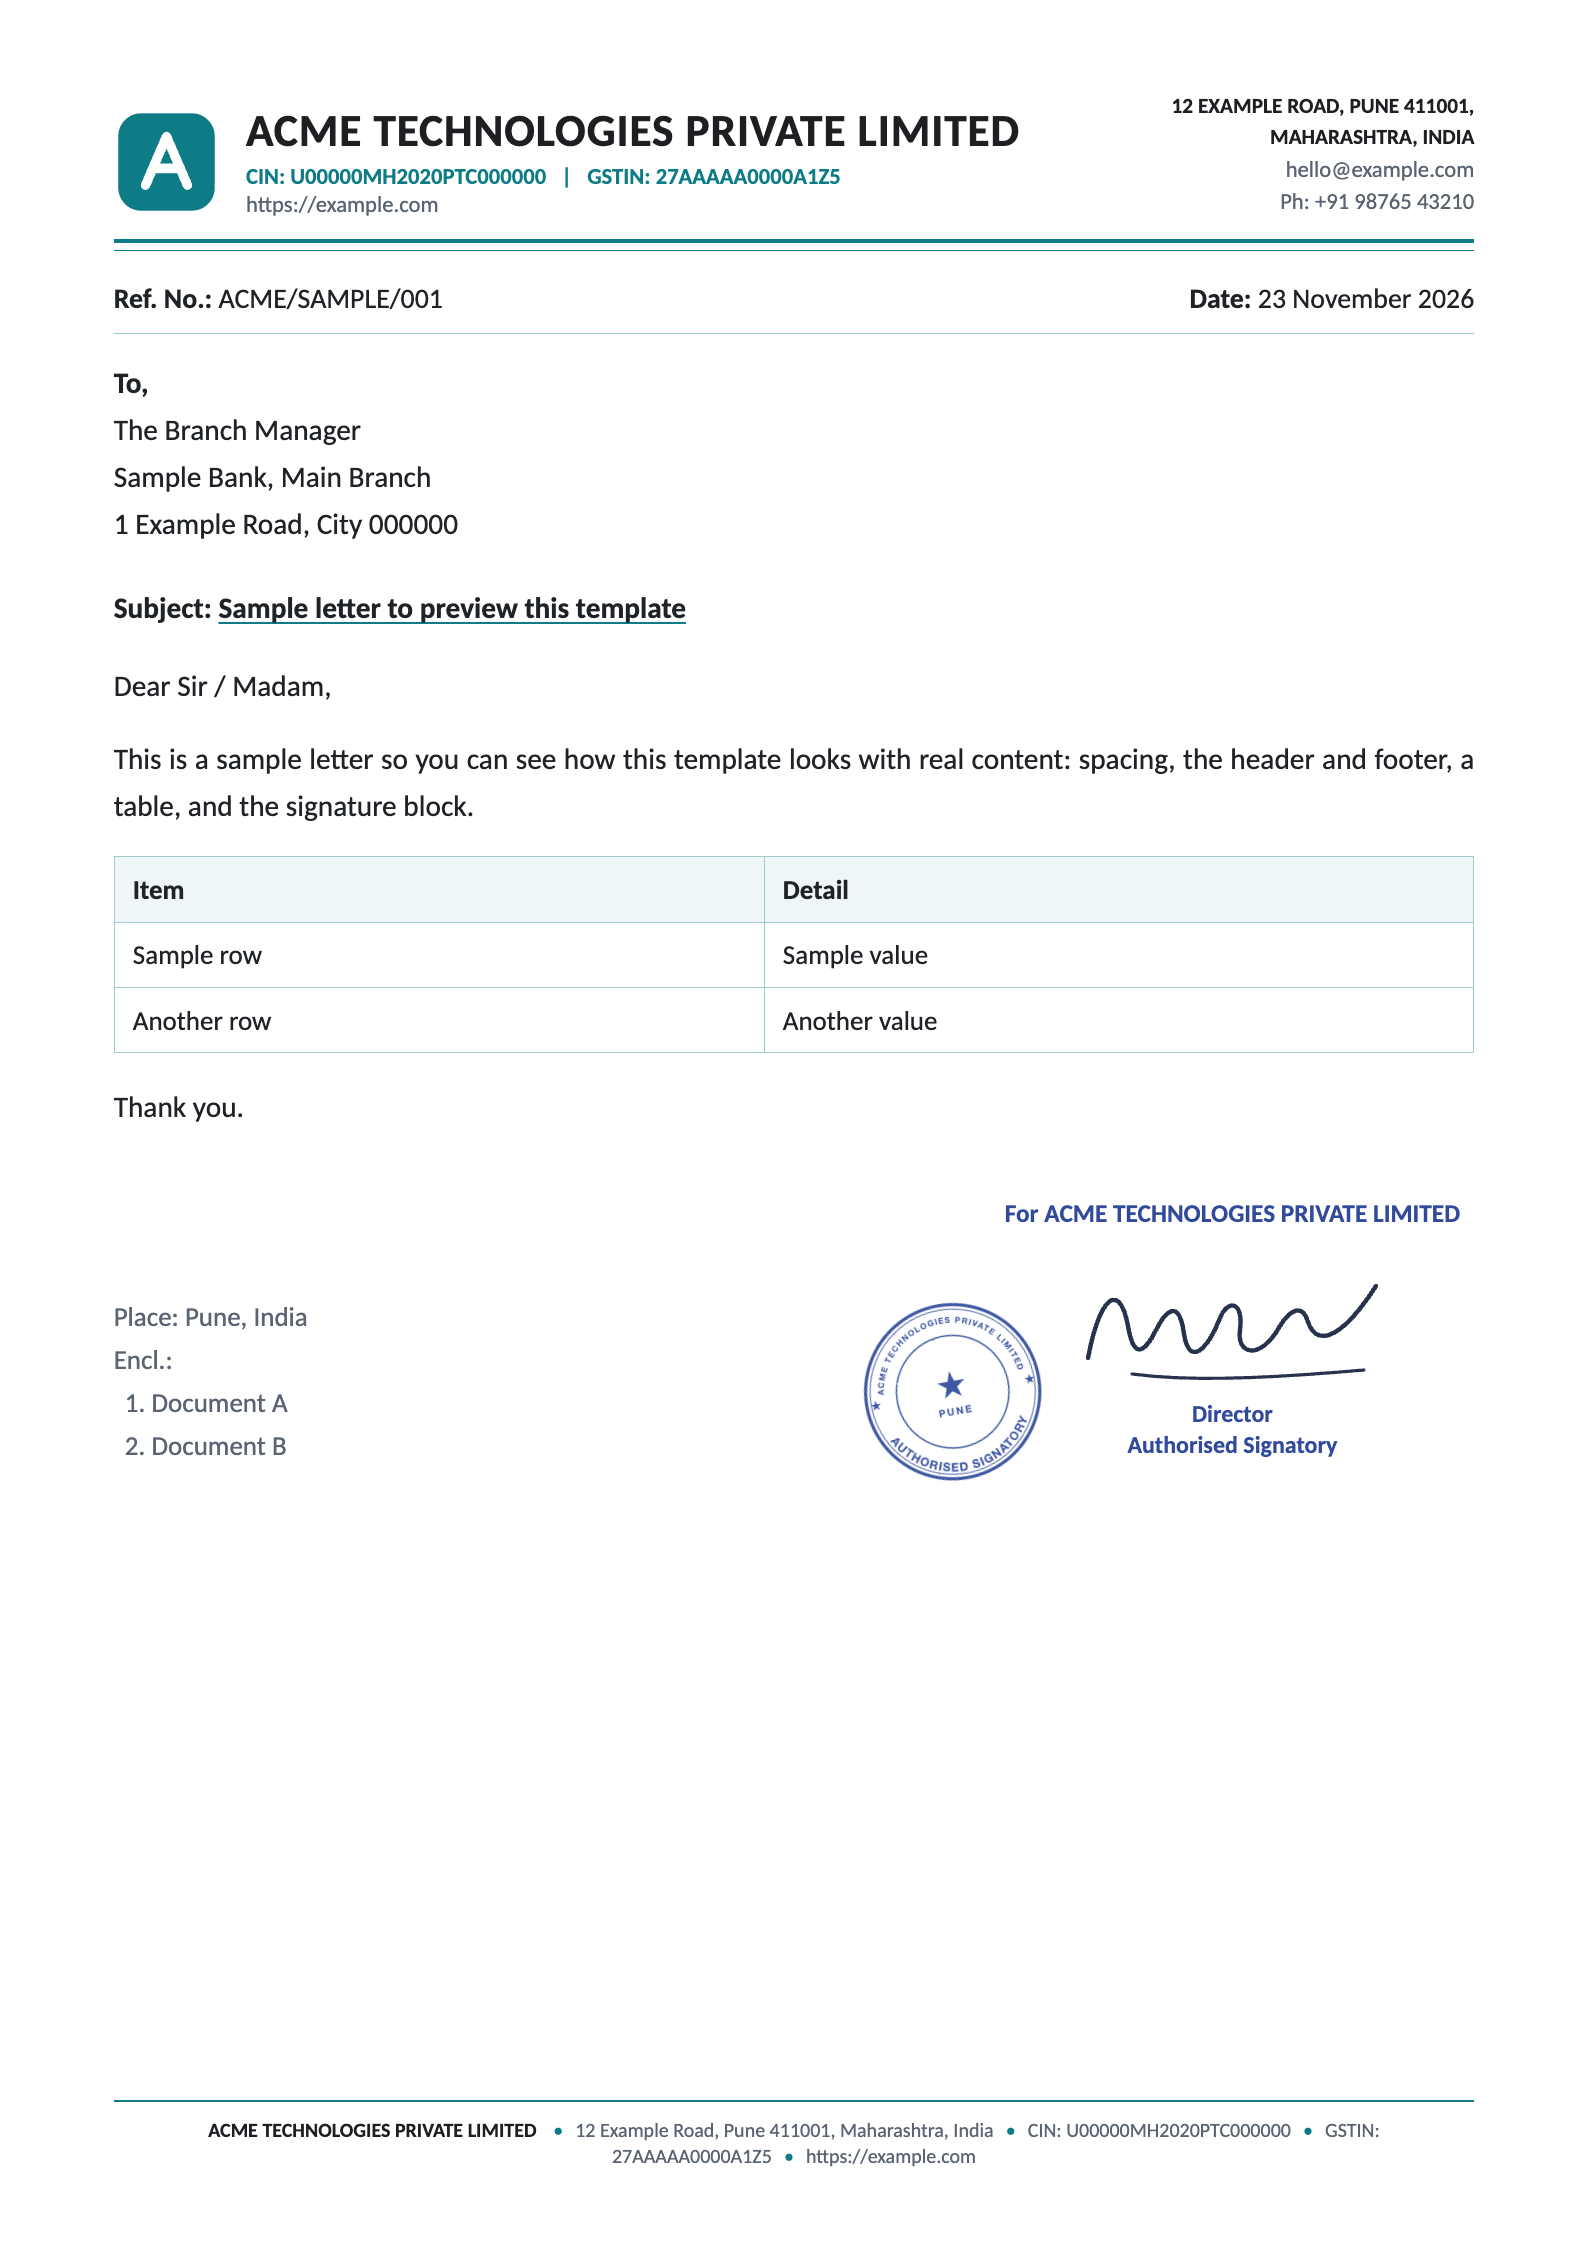 A
ACME TECHNOLOGIES PRIVATE LIMITED
CIN: U00000MH2020PTC000000 | GSTIN: 27AAAAA0000A1Z5
https://example.com
12 EXAMPLE ROAD, PUNE 411001,
MAHARASHTRA, INDIA
hello@example.com
Ph: +91 98765 43210
Ref. No.: ACME/SAMPLE/001
Date: 23 November 2026
To,
The Branch Manager
Sample Bank, Main Branch
1 Example Road, City 000000
Subject: Sample letter to preview this template
Dear Sir / Madam,
This is a sample letter so you can see how this template looks with real content: spacing, the header and footer, a
table, and the signature block.
Item Detail
Sample row Sample value
Another row Another value
Thank you.
For ACME TECHNOLOGIES PRIVATE LIMITED
Place: Pune, India
Encl.:
1. Document A
2. Document B
★ ACME TECHNOLOGIES PRIVATE LIMITED ★
★
PUNE
AUTHORISED SIGNATORY
Director
Authorised Signatory
ACME TECHNOLOGIES PRIVATE LIMITED • 12 Example Road, Pune 411001, Maharashtra, India • CIN: U00000MH2020PTC000000 • GSTIN:
27AAAAA0000A1Z5 • https://example.com